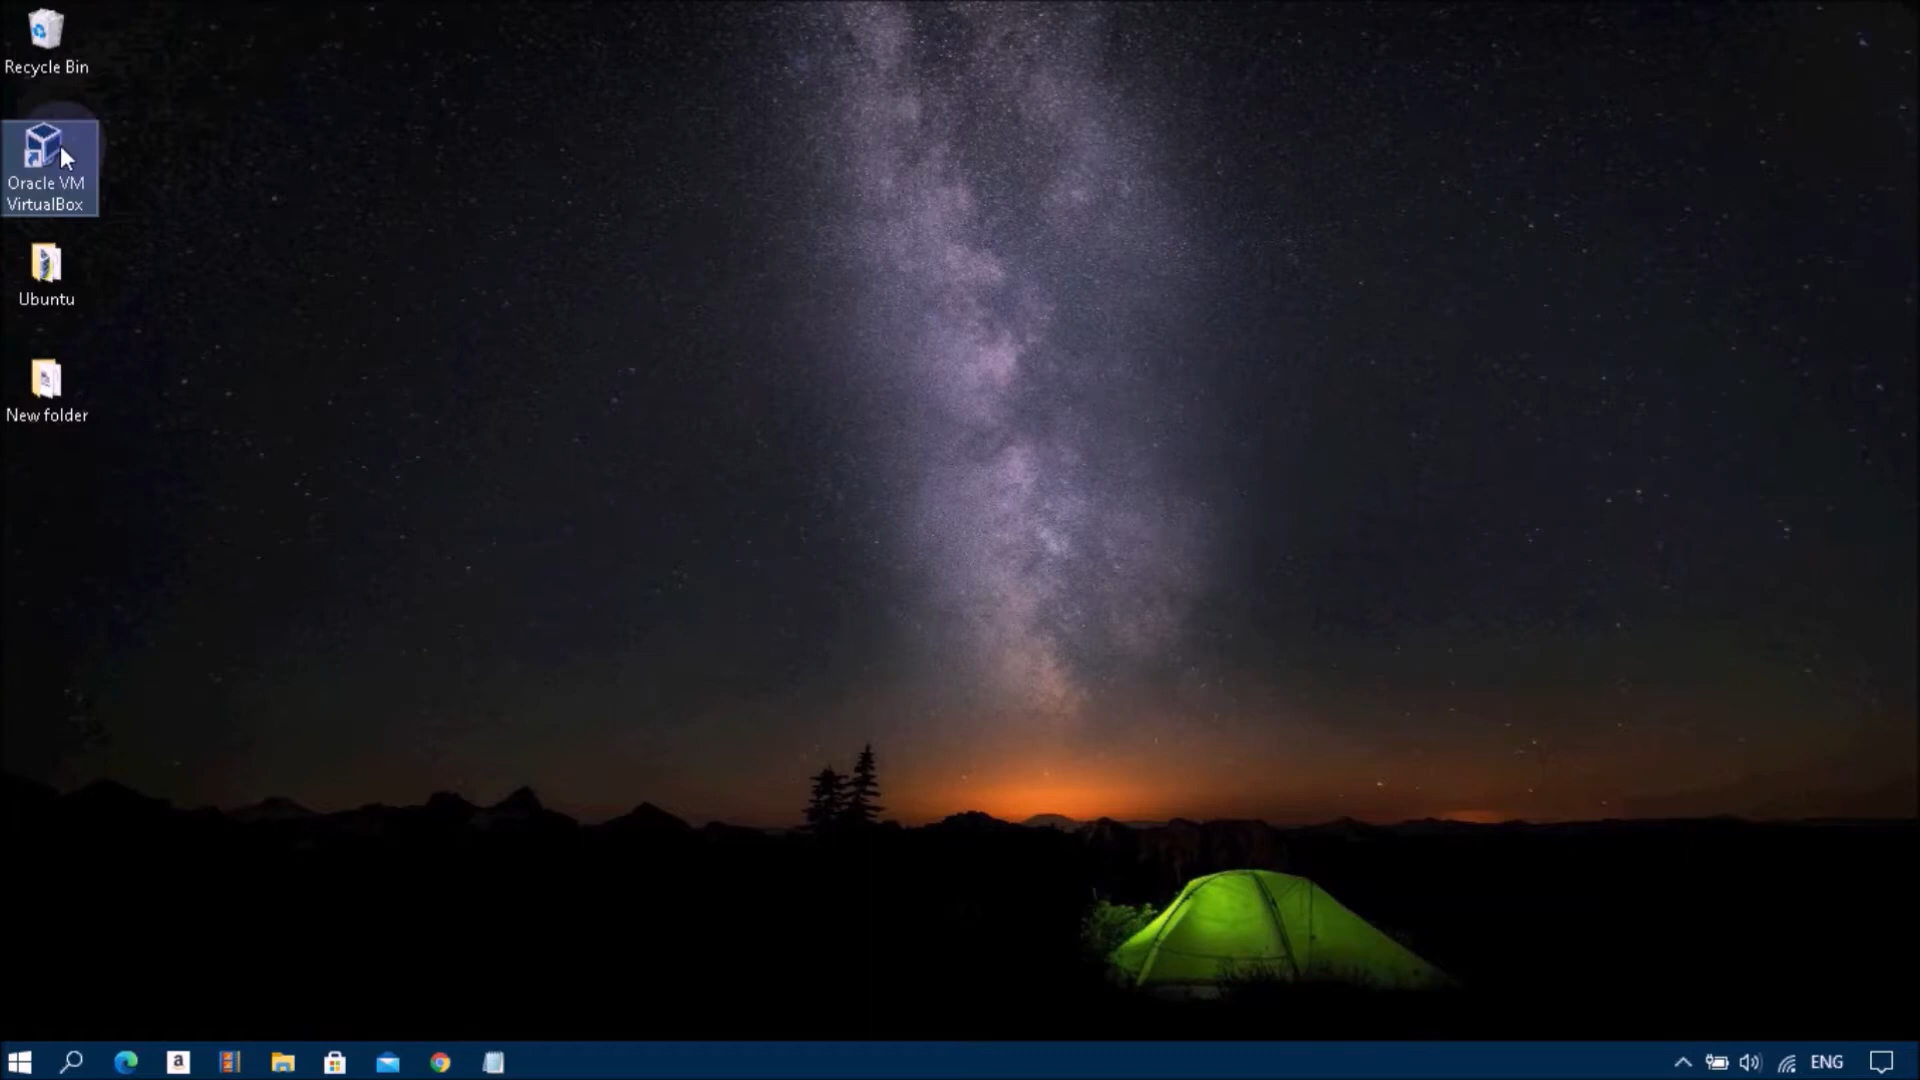 Recycle Bin
Oracle VM
VirtualBox
Ubuntu
New folder
a
ENG